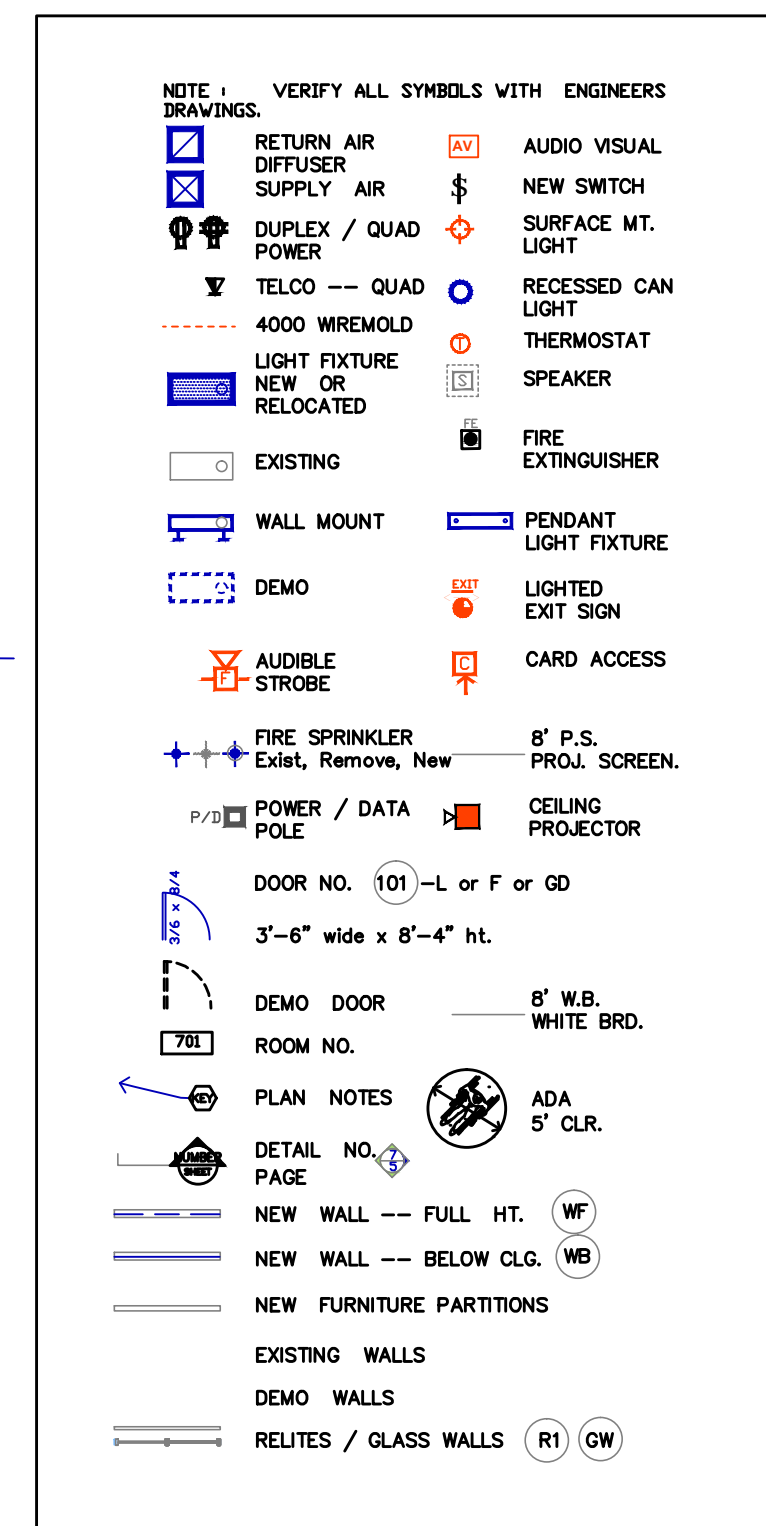 NOTE : VERIFY ALL SYMBOLS WITH ENGINEERS
DRAWINGS.
RETURN AIR
DIFFUSER
SUPPLY AIR
DUPLEX / QUAD
POWER
TELCO -- QUAD
4000 WIREMOLD
LIGHT FIXTURE
NEW OR
RELOCATED
EXISTING
WALL MOUNT
DEMO
F
AUDIBLE
STROBE
FIRE SPRINKLER
Exist, Remove, New
P/D
POWER / DATA
POLE
AV
AUDIO VISUAL
$
NEW SWITCH
SURFACE MT.
LIGHT
RECESSED CAN
LIGHT
T
THERMOSTAT
S
SPEAKER
FE
FIRE
EXTINGUISHER
PENDANT
LIGHT FIXTURE
EXIT
LIGHTED
EXIT SIGN
C
CARD ACCESS
8' P.S.
PROJ. SCREEN.
CEILING
PROJECTOR
3/6 x 8/4
DOOR NO. 101 -L or F or GD
3'-6" wide x 8'-4" ht.
DEMO DOOR
8' W.B.
WHITE BRD.
701
ROOM NO.
KEY
PLAN NOTES
ADA
5' CLR.
NUMBER
SHEET
DETAIL NO.
PAGE
7
5
NEW WALL -- FULL HT. WF
NEW WALL -- BELOW CLG. WB
NEW FURNITURE PARTITIONS
EXISTING WALLS
DEMO WALLS
RELITES / GLASS WALLS R1 GW